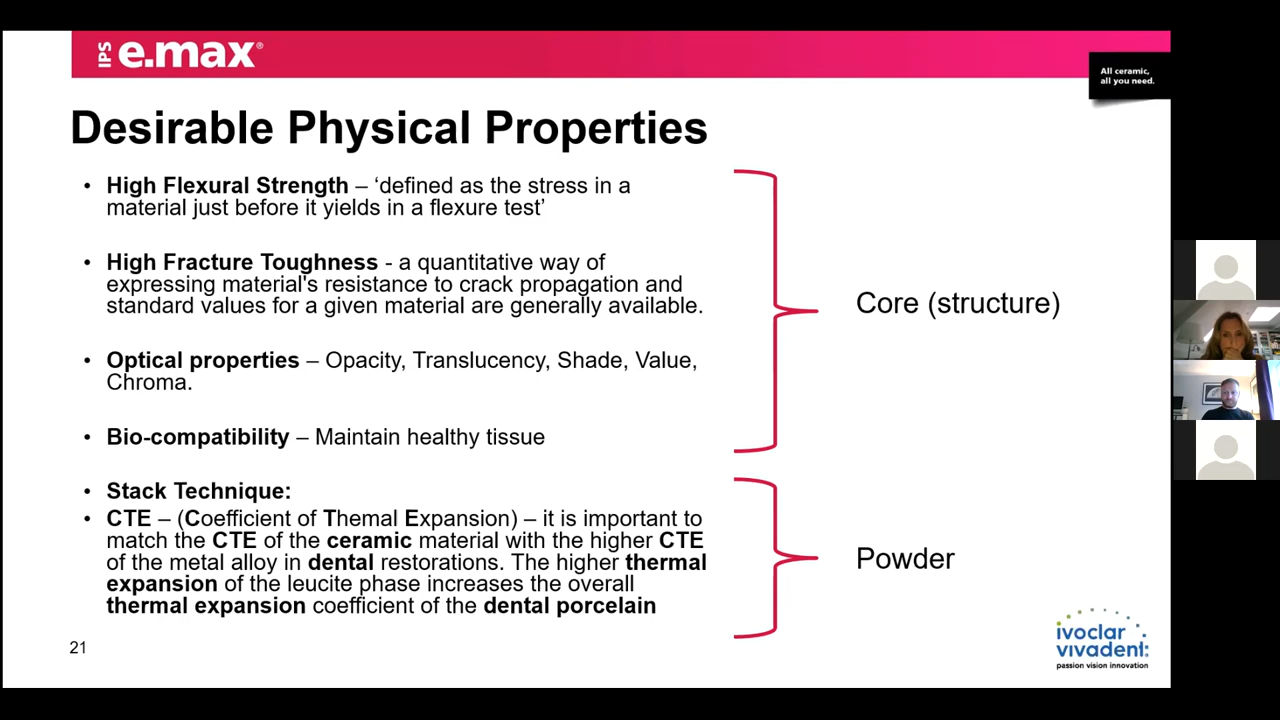 IPS e.max®
All ceramic,
all you need.
Desirable Physical Properties
• High Flexural Strength – ‘defined as the stress in a
material just before it yields in a flexure test’
• High Fracture Toughness - a quantitative way of
expressing material's resistance to crack propagation and
standard values for a given material are generally available.
• Optical properties – Opacity, Translucency, Shade, Value,
Chroma.
• Bio-compatibility – Maintain healthy tissue
Core (structure)
• Stack Technique:
• CTE – (Coefficient of Themal Expansion) – it is important to
match the CTE of the ceramic material with the higher CTE
of the metal alloy in dental restorations. The higher thermal
expansion of the leucite phase increases the overall
thermal expansion coefficient of the dental porcelain
Powder
21
ivoclar
vivadent:
passion vision innovation